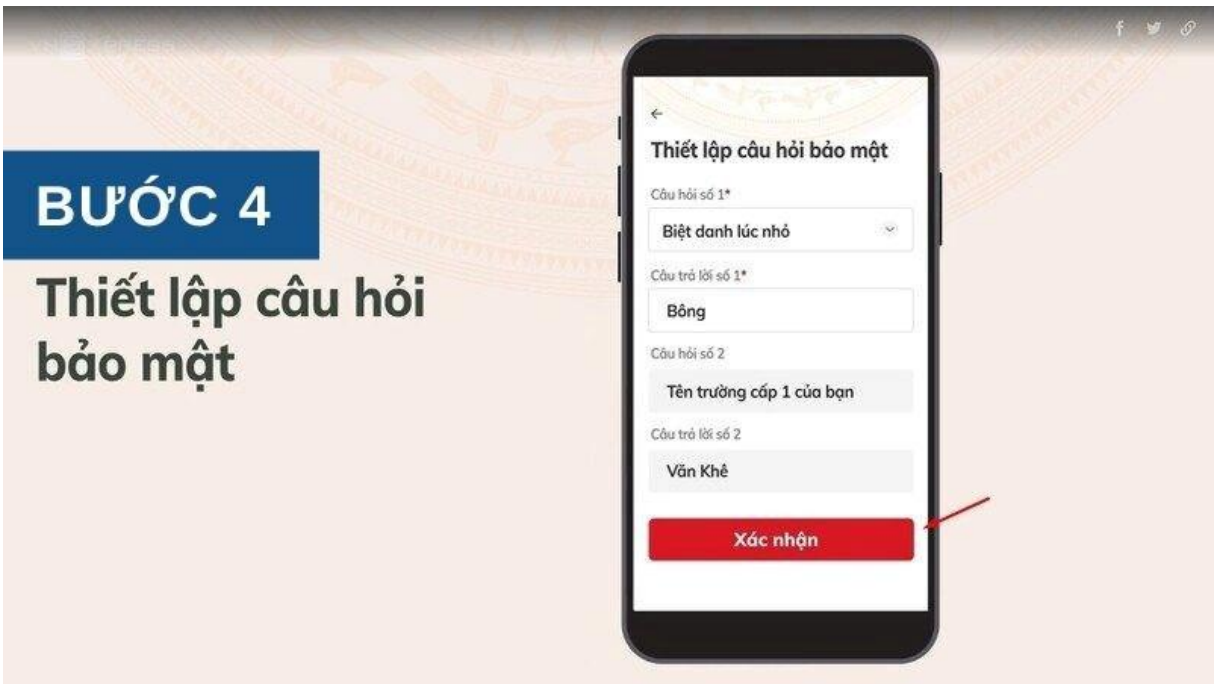 BƯỚC 4
Thiết lập câu hỏi
bảo mật
Thiết lập câu hỏi bảo mật
Câu hỏi số 1*
Biệt danh lúc nhỏ
Câu trả lời số 1*
Bông
Câu hỏi số 2
Tên trường cấp 1 của bạn
Câu trả lời số 2
Văn Khê
Xác nhận